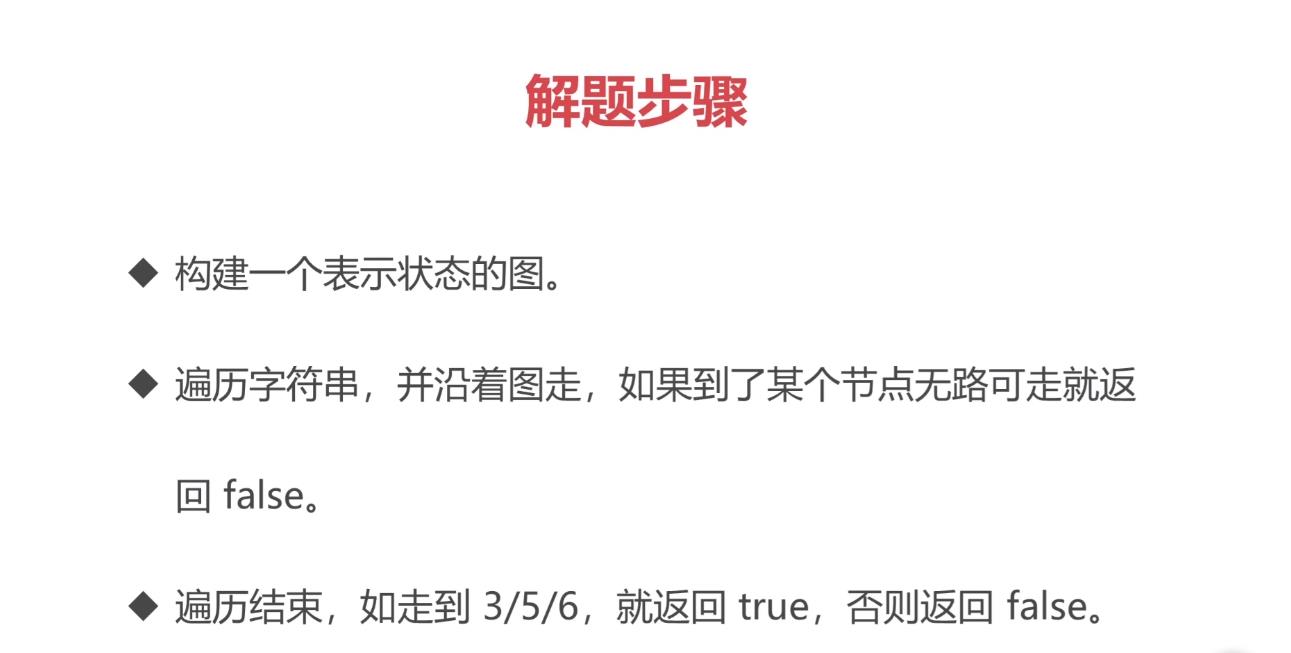 解题步骤
◆ 构建一个表示状态的图。
◆ 遍历字符串，并沿着图走，如果到了某个节点无路可走就返
回 false。
◆ 遍历结束，如走到 3/5/6，就返回 true，否则返回 false。